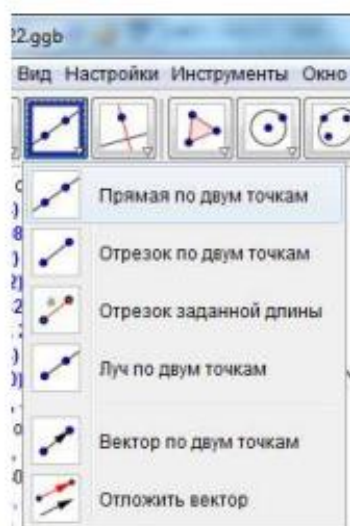 22.ggb
Вид Настройки Инструменты Окно
Прямая по двум точкам
Отрезок по двум точкам
Отрезок заданной длины
Луч по двум точкам
Вектор по двум точкам
Отложить вектор